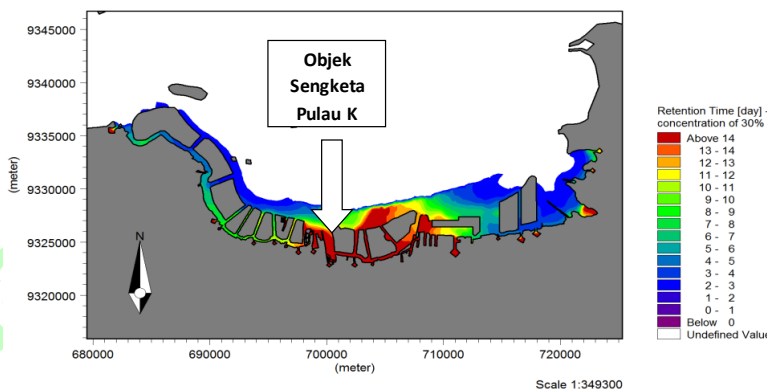 Objek
Sengketa
Pulau K
9345000
9340000
9335000
9330000
9325000
9320000
(meter)
N
680000 690000 700000 710000 720000
(meter)
Scale 1:349300
Retention Time [day] -
concentration of 30%
Above 14
13 - 14
12 - 13
11 - 12
10 - 11
9 - 10
8 - 9
7 - 8
6 - 7
5 - 6
4 - 5
3 - 4
2 - 3
1 - 2
0 - 1
Below 0
Undefined Value